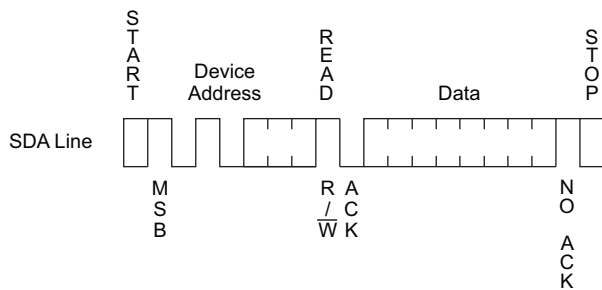 START
Device
Address
READ
Data
STOP
SDA Line
MSB
R/W̅
ACK
NO ACK